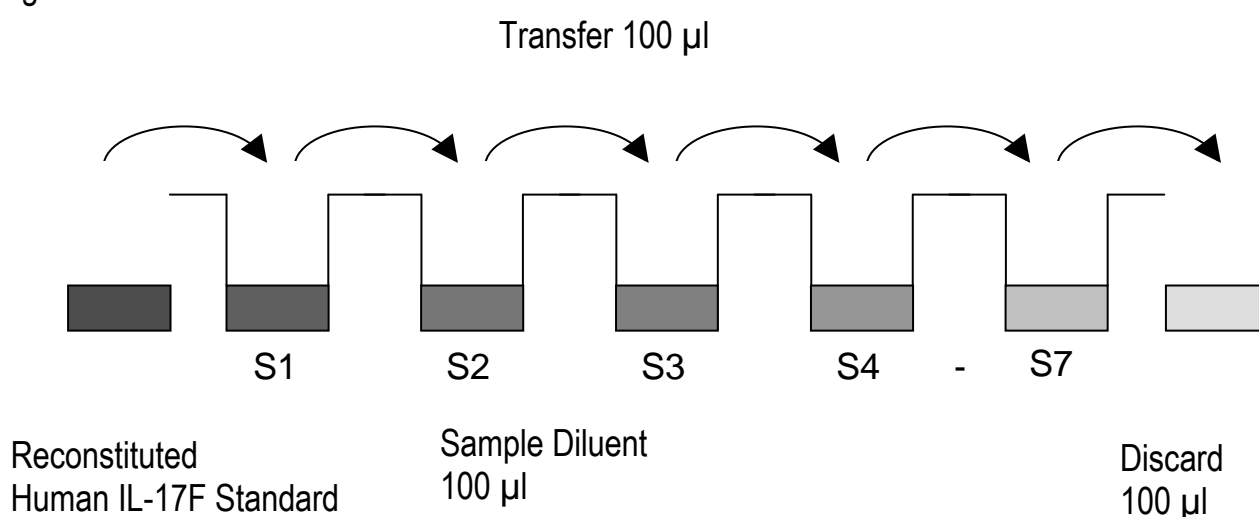 Transfer 100 µl
S1 S2 S3 S4 - S7
Reconstituted
Human IL-17F Standard
Sample Diluent
100 µl
Discard
100 µl